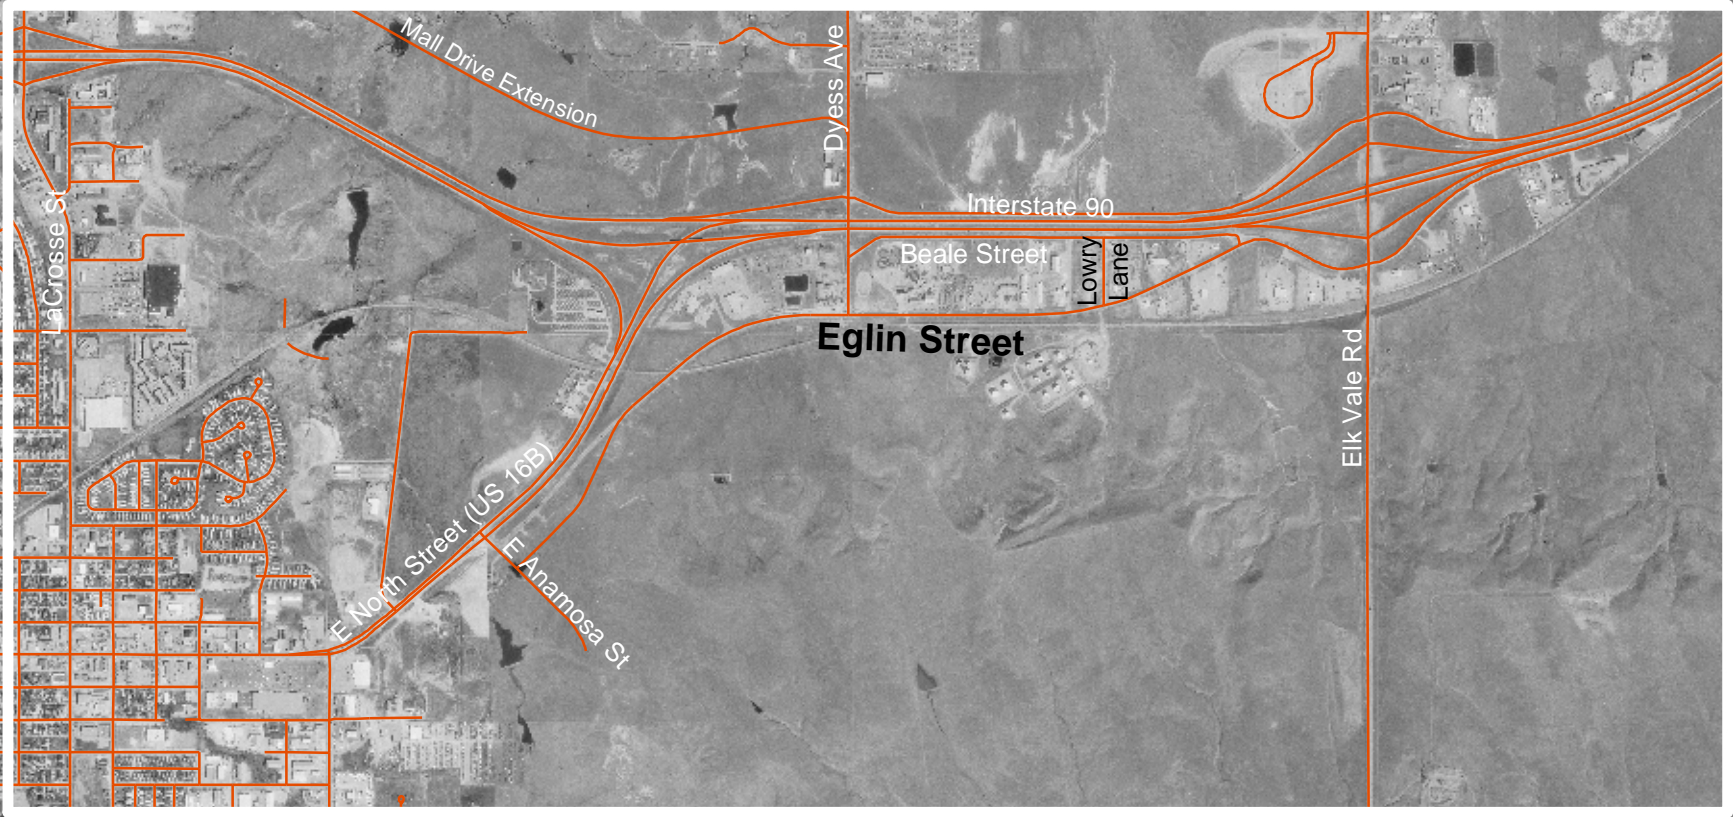 Mall Drive Extension
Dyess Ave
LaCrosse St
Interstate 90
Beale Street
Lowry
Lane
Eglin Street
Elk Vale Rd
E North Street (US 16B)
E Anamosa St